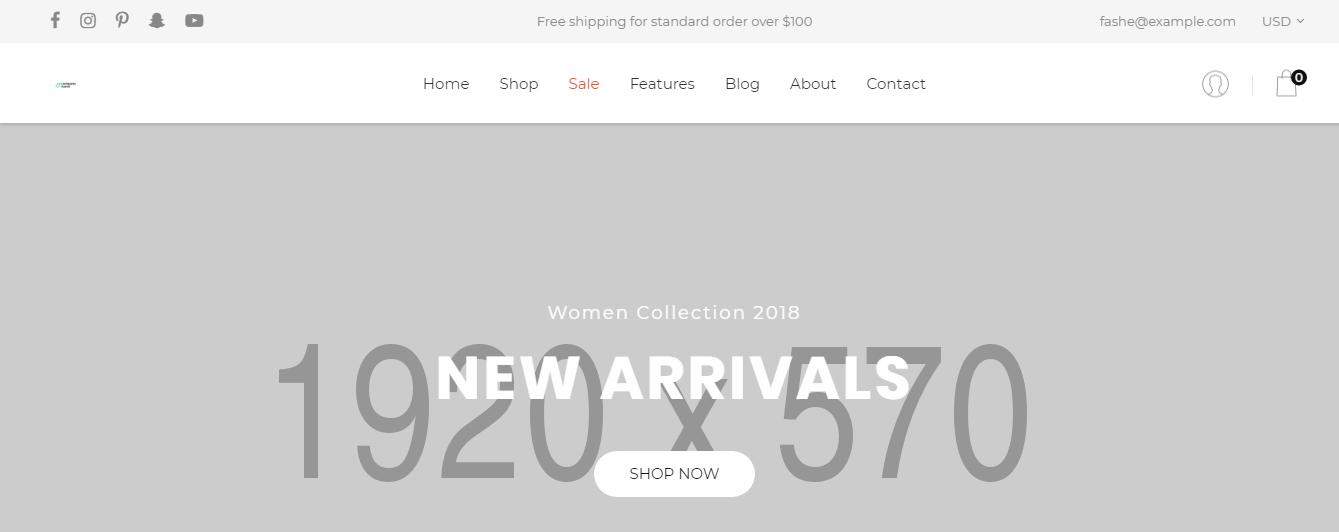 Free shipping for standard order over $100
fashe@example.com
USD
Home
Shop
Sale
Features
Blog
About
Contact
0
Women Collection 2018
1920 x 570
NEW ARRIVALS
SHOP NOW